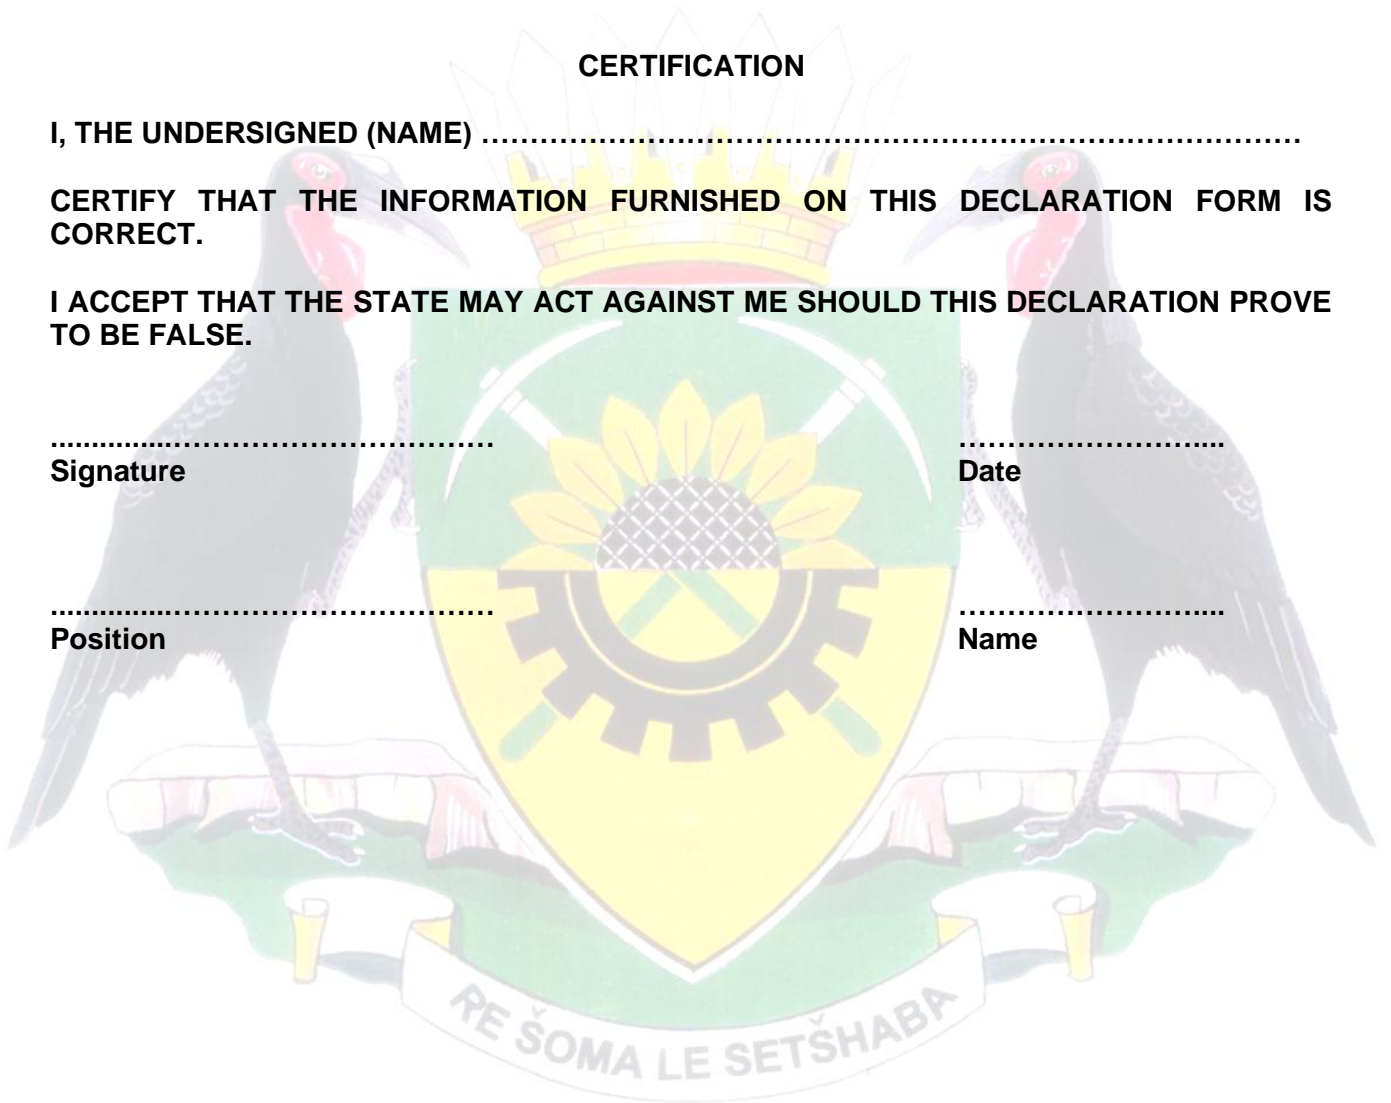 CERTIFICATION
I, THE UNDERSIGNED (NAME) ……………………………………………………………………………
CERTIFY THAT THE INFORMATION FURNISHED ON THIS DECLARATION FORM IS
CORRECT.
I ACCEPT THAT THE STATE MAY ACT AGAINST ME SHOULD THIS DECLARATION PROVE
TO BE FALSE.
...............…………………………… ……………………....
Signature Date
...............…………………………… ……………………....
Position Name
RE ŠOMA LE SETŠHABA